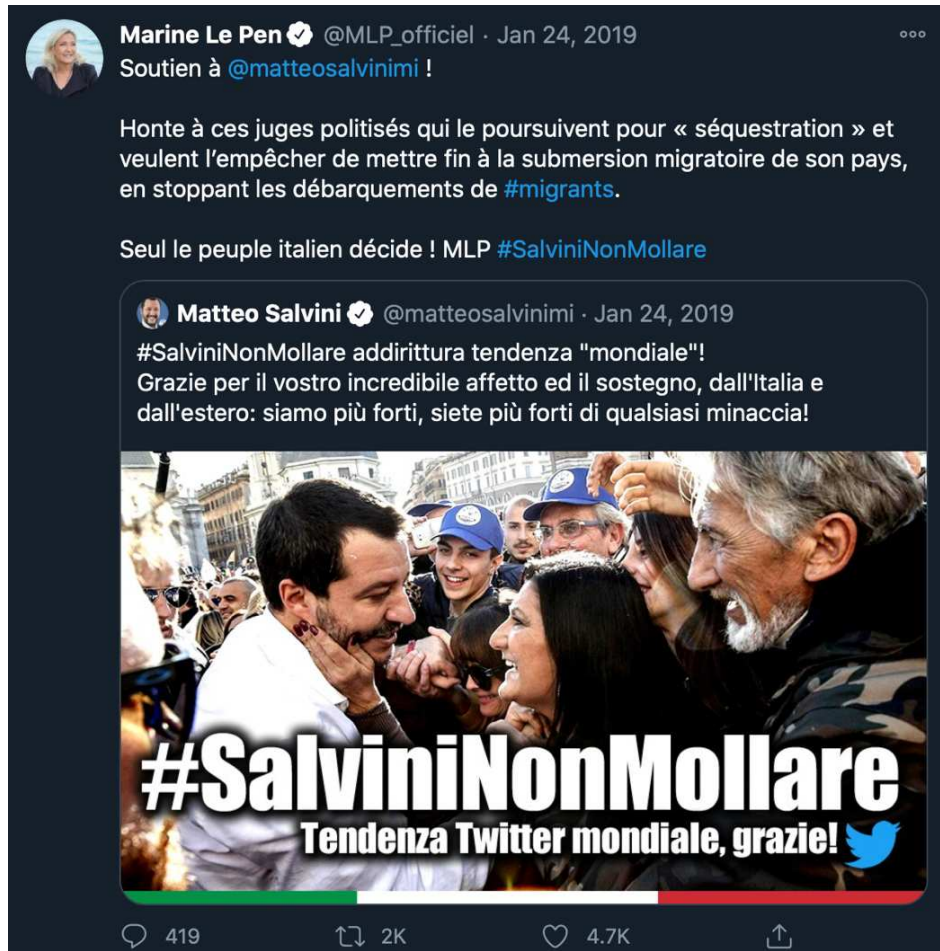 Marine Le Pen @MLP_officiel · Jan 24, 2019
Soutien à @matteosalvinimi !
Honte à ces juges politisés qui le poursuivent pour « séquestration » et
veulent l’empêcher de mettre fin à la submersion migratoire de son pays,
en stoppant les débarquements de #migrants.
Seul le peuple italien décide ! MLP #SalviniNonMollare
Matteo Salvini @matteosalvinimi · Jan 24, 2019
#SalviniNonMollare addirittura tendenza "mondiale"!
Grazie per il vostro incredibile affetto ed il sostegno, dall'Italia e
dall'estero: siamo più forti, siete più forti di qualsiasi minaccia!
#SalviniNonMollare
Tendenza Twitter mondiale, grazie!
419 2K 4.7K